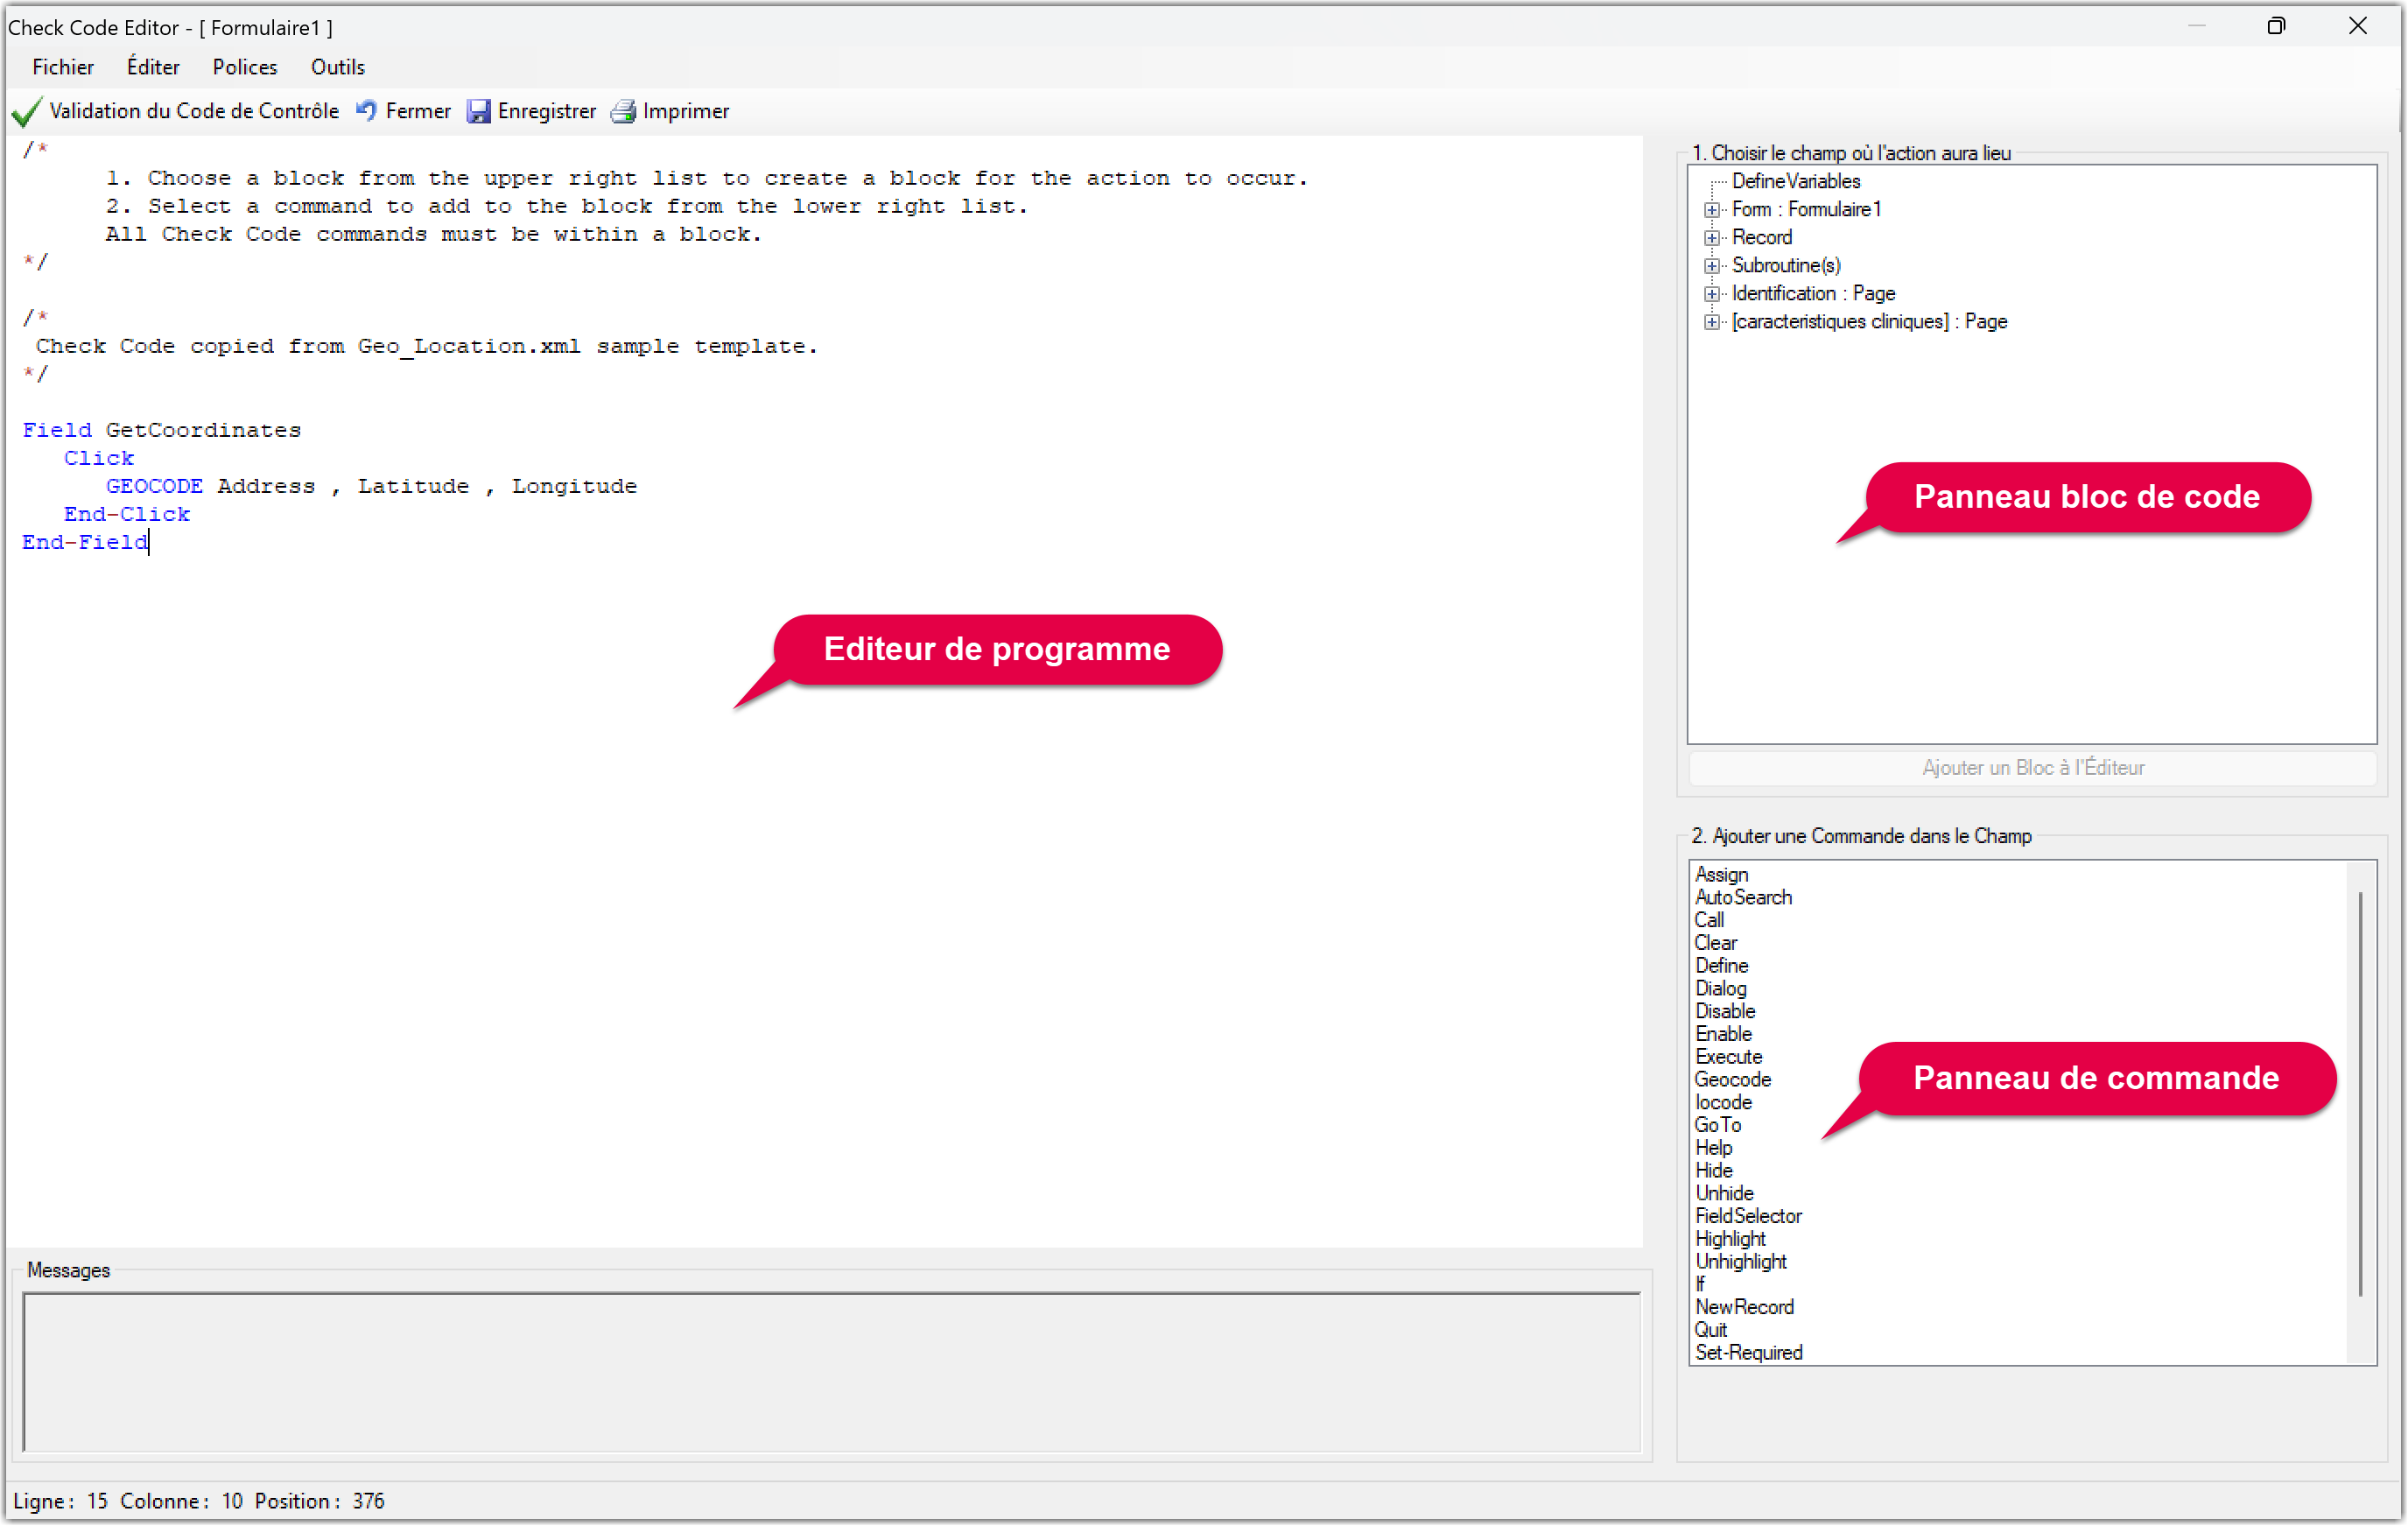 Check Code Editor - [ Formulaire1 ]
Fichier Éditer Polices Outils
Validation du Code de Contrôle Fermer Enregistrer Imprimer
/*
1. Choose a block from the upper right list to create a block for the action to occur.
2. Select a command to add to the block from the lower right list.
All Check Code commands must be within a block.
*/
/*
Check Code copied from Geo_Location.xml sample template.
*/
Field GetCoordinates
Click
GEOCODE Address , Latitude , Longitude
End-Click
End-Field
Editeur de programme
Messages
1. Choisir le champ où l'action aura lieu
DefineVariables
Form : Formulaire1
Record
Subroutine(s)
Identification : Page
[caracteristiques cliniques] : Page
Panneau bloc de code
Ajouter un Bloc à l'Éditeur
2. Ajouter une Commande dans le Champ
Assign
AutoSearch
Call
Clear
Define
Dialog
Disable
Enable
Execute
Geocode
Iocode
GoTo
Help
Hide
Unhide
FieldSelector
Highlight
Unhighlight
If
NewRecord
Quit
Set-Required
Panneau de commande
Ligne : 15 Colonne : 10 Position : 376